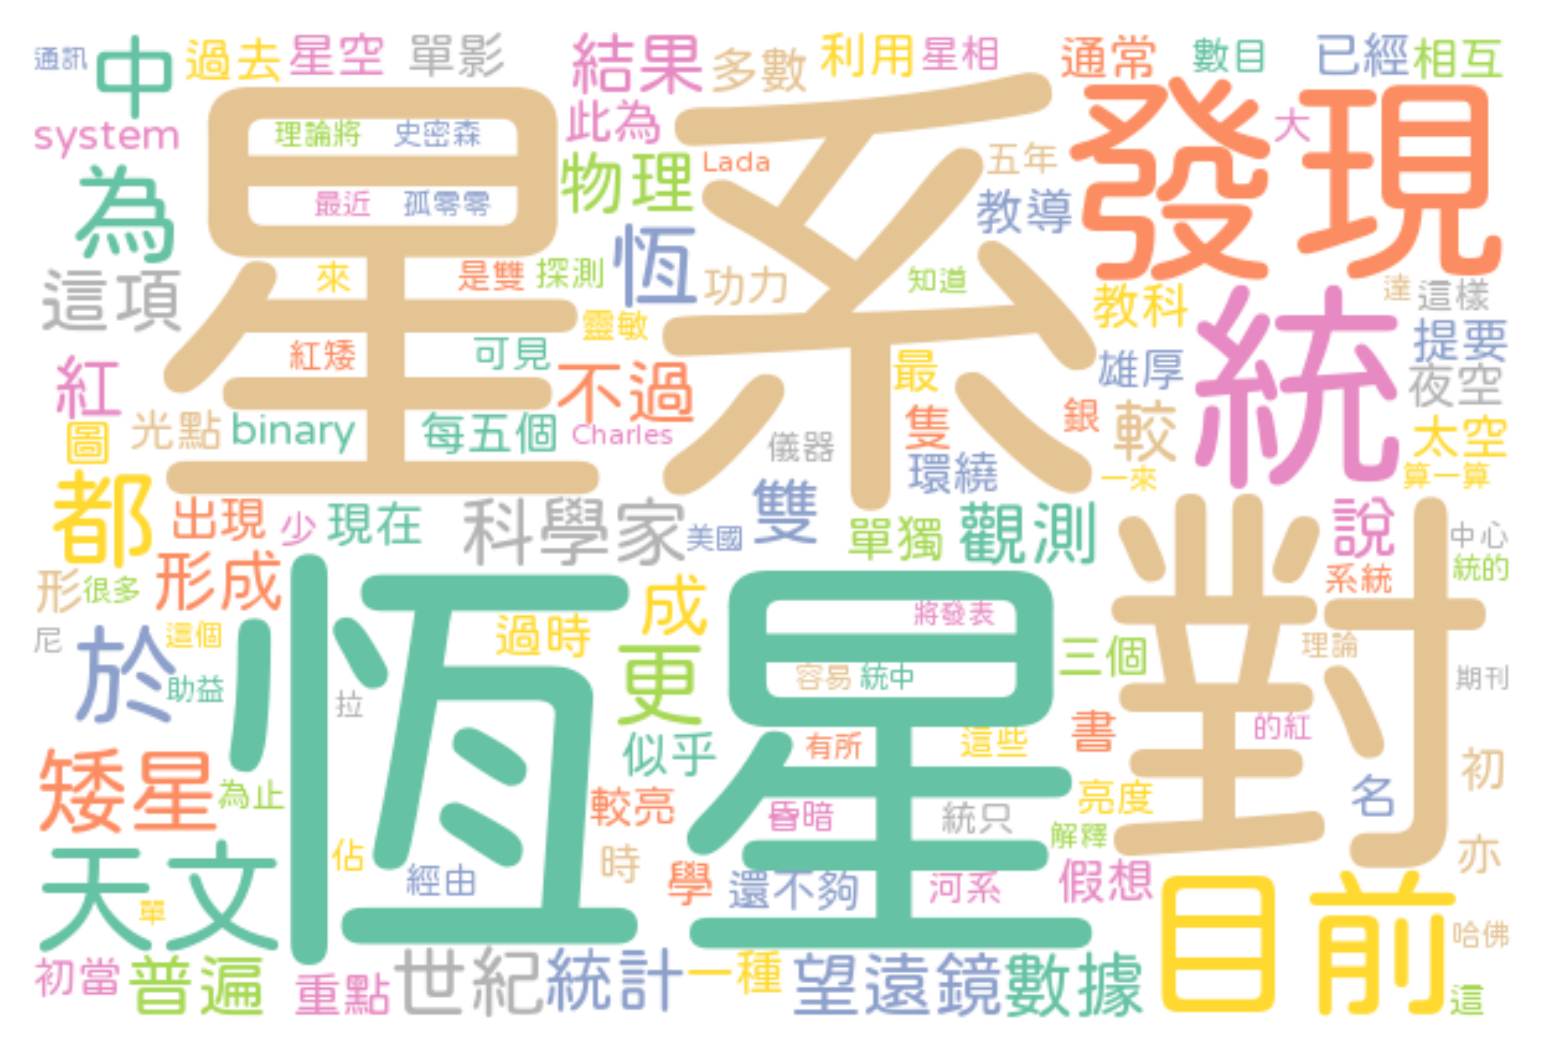 通訊 中 過去 星空 單影 結果 多數 利用 星相 通常 數目 已經 相互
system 理論將 史密森 此為 星系 發現 大
為 最近 孤零零 物理 Lada 五年 教導
這項 來 是雙 探測 恆 功力 知道 教科 達 這樣
紅 紅矮 可見 靈敏 不過 最 雄厚 統 提要
圖 光點 binary 每五個 Charles 儀器 隻 銀 較 夜空
都 環繞 一來 太空 算一算
出現 少 現在 科學家 美國 雙 單獨 觀測 對 說 中心
形 很多 形成 恆星 成 將發表 系統 統的
尼 於 這個 過時 更 容易 統中 三個 理論 期刊
助益 拉 似乎 有所 這些 書 的紅
矮星 為止 較亮 昏暗 統只 亮度 名 初
天文 佔 經由 時 學 還不夠 河系 解釋 假想 目前 亦
單 哈佛
初當 普遍 重點 世紀 統計 一種 望遠鏡 數據 這